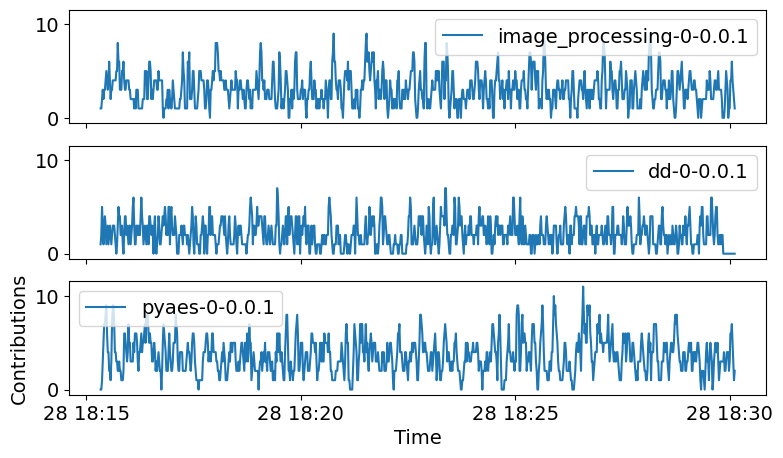 10
image_processing-0-0.0.1
0
10
dd-0-0.0.1
0
Contributions
10
pyaes-0-0.0.1
0
28 18:15 28 18:20 28 18:25 28 18:30
Time